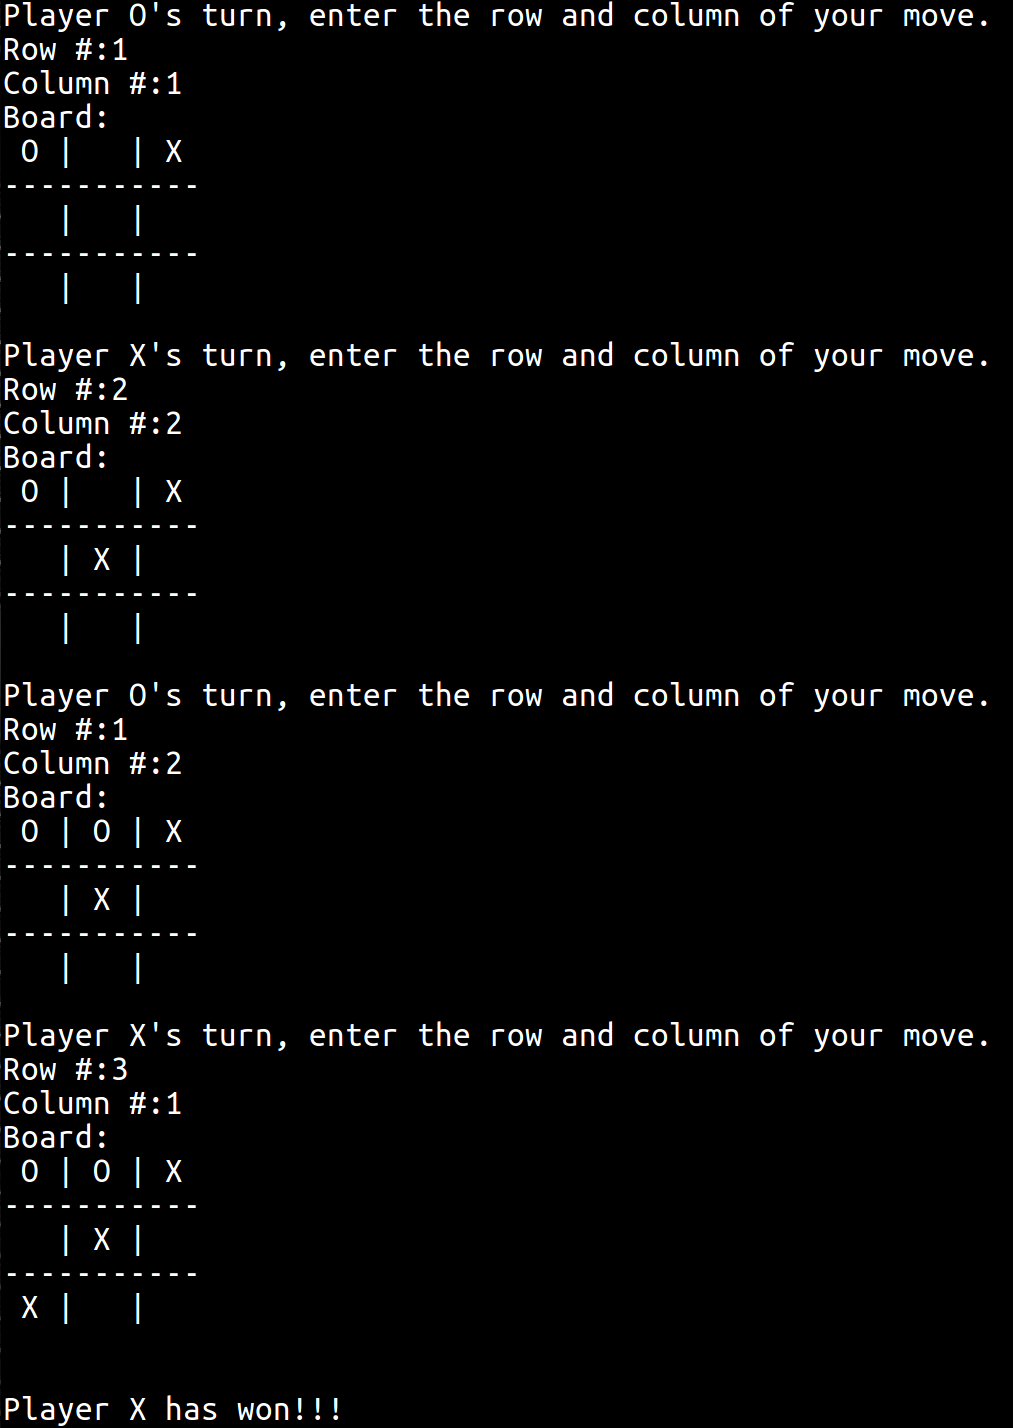 Player O's turn, enter the row and column of your move.
Row #:1
Column #:1
Board:
 O |   | X
-----------
   |   |
-----------
   |   |

Player X's turn, enter the row and column of your move.
Row #:2
Column #:2
Board:
 O |   | X
-----------
   | X |
-----------
   |   |

Player O's turn, enter the row and column of your move.
Row #:1
Column #:2
Board:
 O | O | X
-----------
   | X |
-----------
   |   |

Player X's turn, enter the row and column of your move.
Row #:3
Column #:1
Board:
 O | O | X
-----------
   | X |
-----------
 X |   |


Player X has won!!!